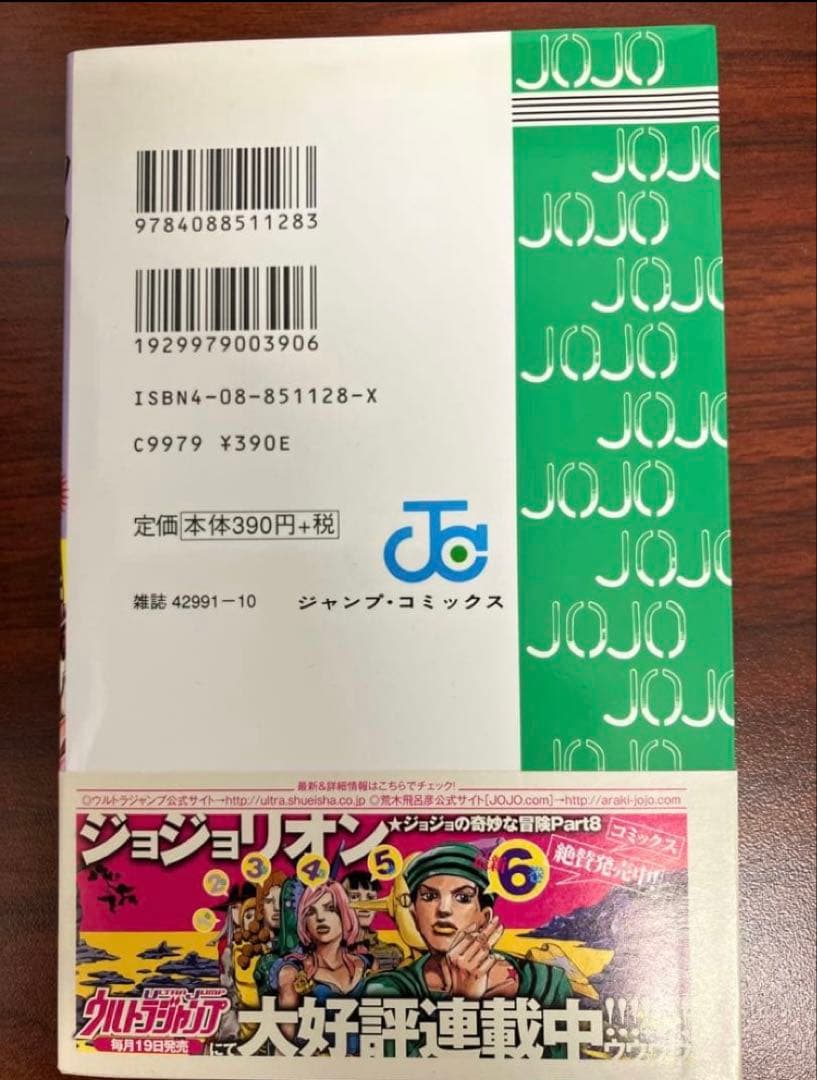 JOJO
JOJO
JOJO
JOJO
JOJO
JOJO
JOJO
JOJO
JOJO
JOJO
9784088511283
1929979003906
ISBN4-08-851128-X
C9979 ¥390E
定価 本体390円+税
雑誌 42991-10
ジャンプ・コミックス
最新&詳細情報はこちらでチェック!
◎ウルトラジャンプ公式サイト→http://ultra.shueisha.co.jp ◎荒木飛呂彦公式サイト[JOJO.com]→http://araki-jojo.com
ジョジョリオン ★ジョジョの奇妙な冒険Part8
コミックス
絶賛発売中!!
2
3
4
5
6
ULTRA JUMP
ウルトラジャンプ
毎月19日発売
にて
大好評連載中!!!